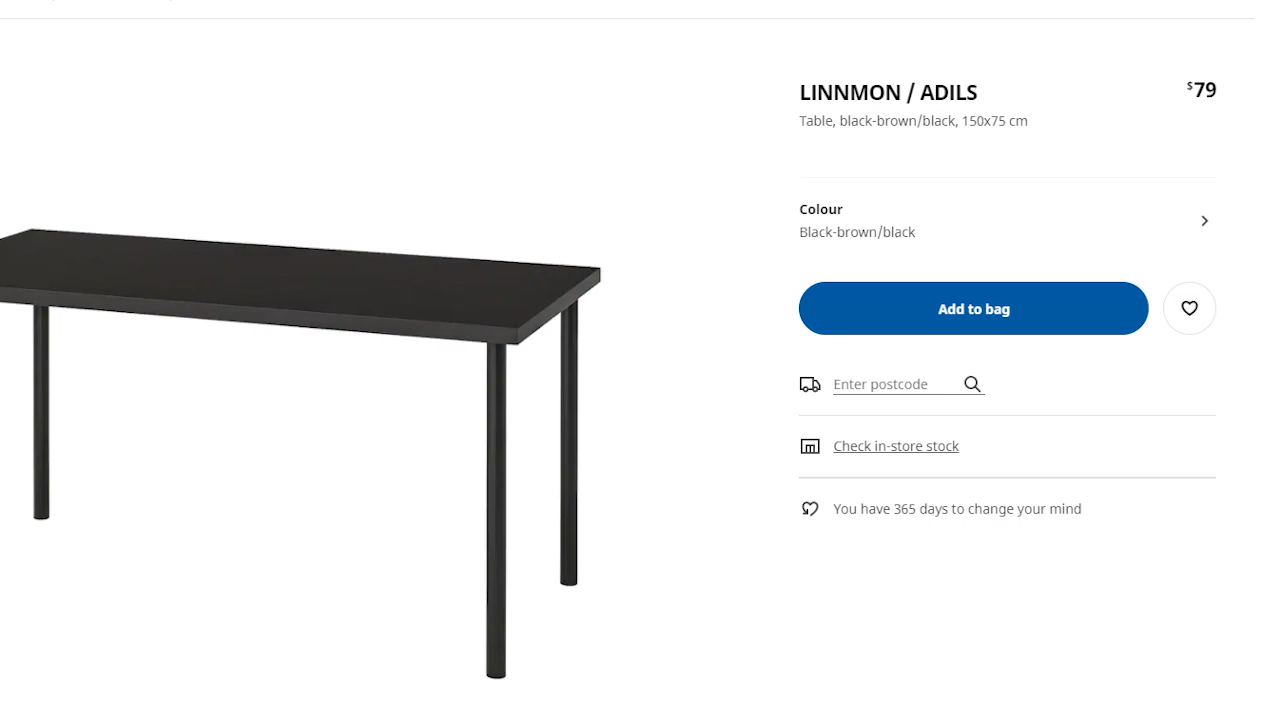 LINNMON / ADILS
$79
Table, black-brown/black, 150x75 cm
Colour
Black-brown/black
Add to bag
Enter postcode
Check in-store stock
You have 365 days to change your mind